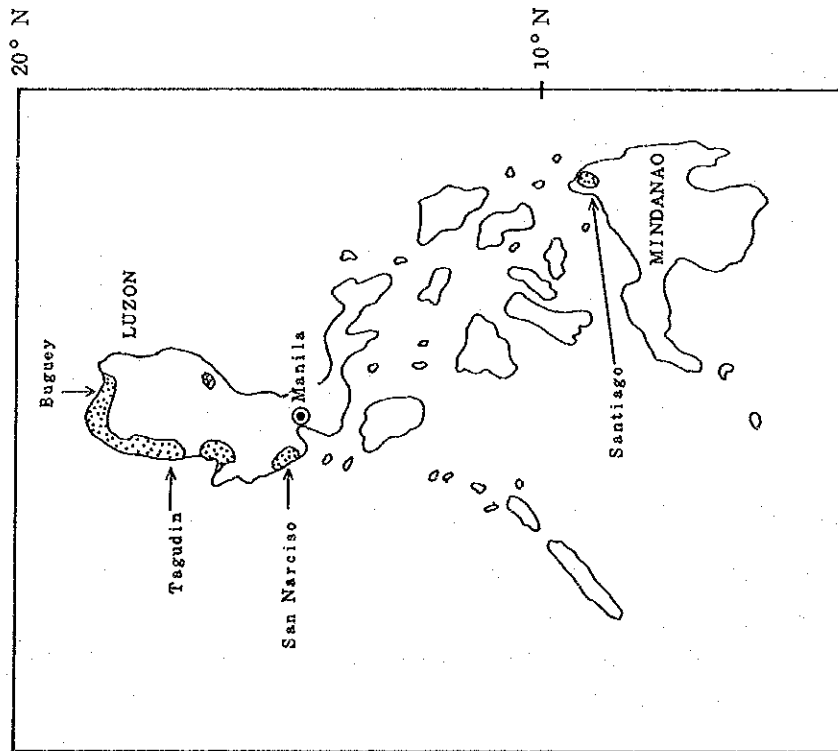 20° N
Buguey
LUZON
Tagudin
Manila
San Narciso
10° N
Santiago
MINDANAO